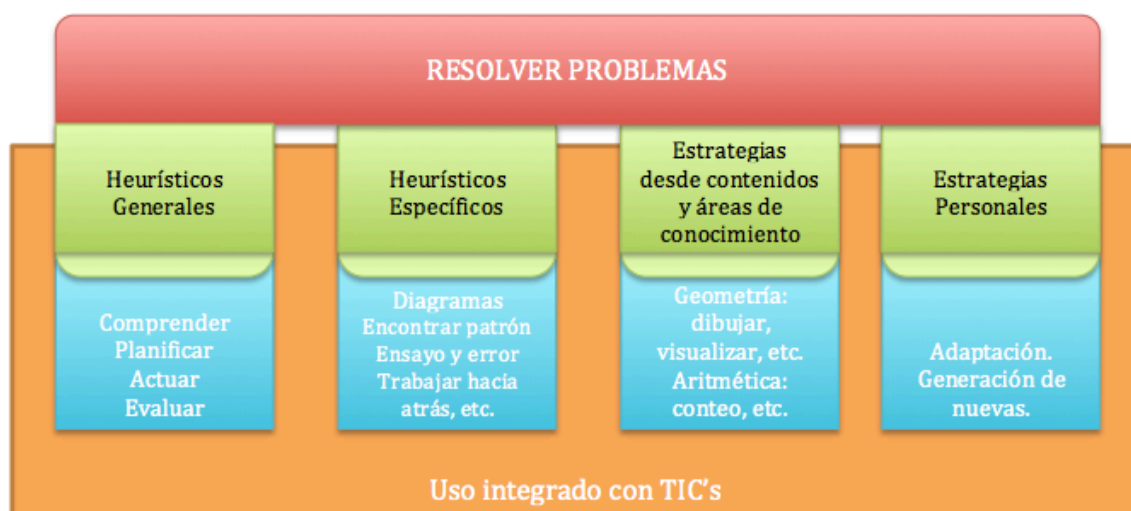 RESOLVER PROBLEMAS
Heurísticos
Generales
Comprender
Planificar
Actuar
Evaluar
Heurísticos
Específicos
Diagramas
Encontrar patrón
Ensayo y error
Trabajar hacía
atrás, etc.
Estrategias
desde contenidos
y áreas de
conocimiento
Geometría:
dibujar,
visualizar, etc.
Aritmética:
conteo, etc.
Estrategias
Personales
Adaptación.
Generación de
nuevas.
Uso integrado con TIC's